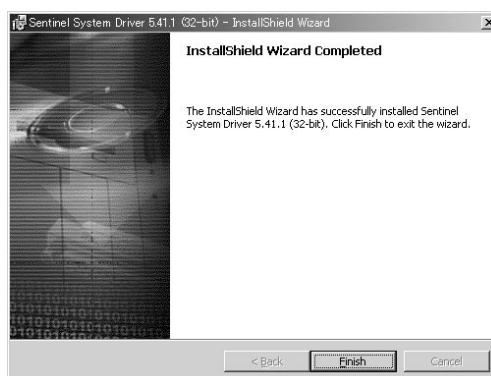 Sentinel System Driver 5.41.1 (32-bit) - InstallShield Wizard
InstallShield Wizard Completed
The InstallShield Wizard has successfully installed Sentinel
System Driver 5.41.1 (32-bit). Click Finish to exit the wizard.
< Back
Finish
Cancel